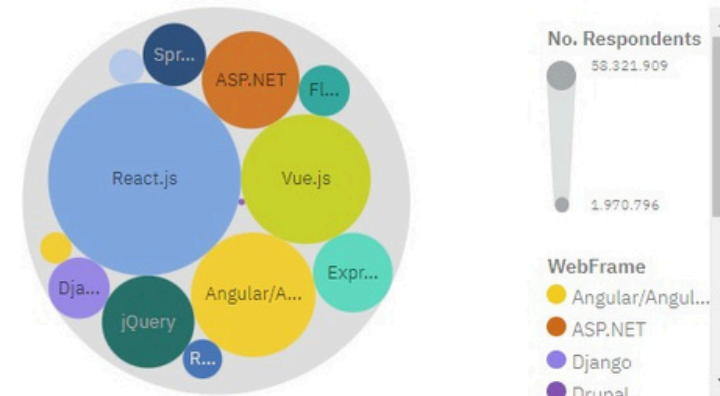 Spr...
ASP.NET
Fl...
React.js
Vue.js
Expr...
Dja...
Angular/A...
jQuery
R...
No. Respondents
58.321.909
1.970.796
WebFrame
Angular/Angul...
ASP.NET
Django
Drupal